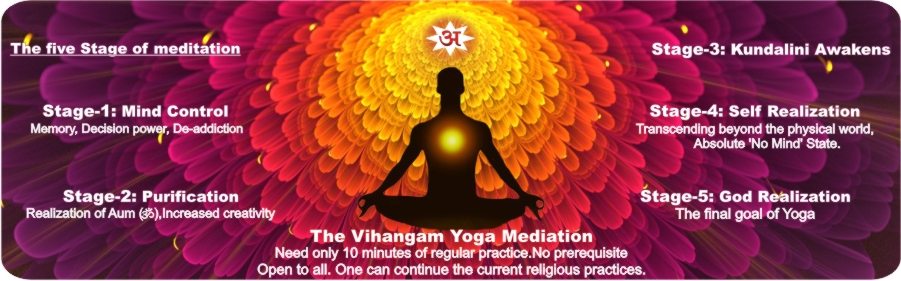 अ
The five Stage of meditation
Stage-1: Mind Control
Memory, Decision power, De-addiction
Stage-2: Purification
Realization of Aum (ॐ),Increased creativity
Stage-3: Kundalini Awakens
Stage-4: Self Realization
Transcending beyond the physical world,
Absolute 'No Mind' State.
Stage-5: God Realization
The final goal of Yoga
The Vihangam Yoga Mediation
Need only 10 minutes of regular practice.No prerequisite
Open to all. One can continue the current religious practices.